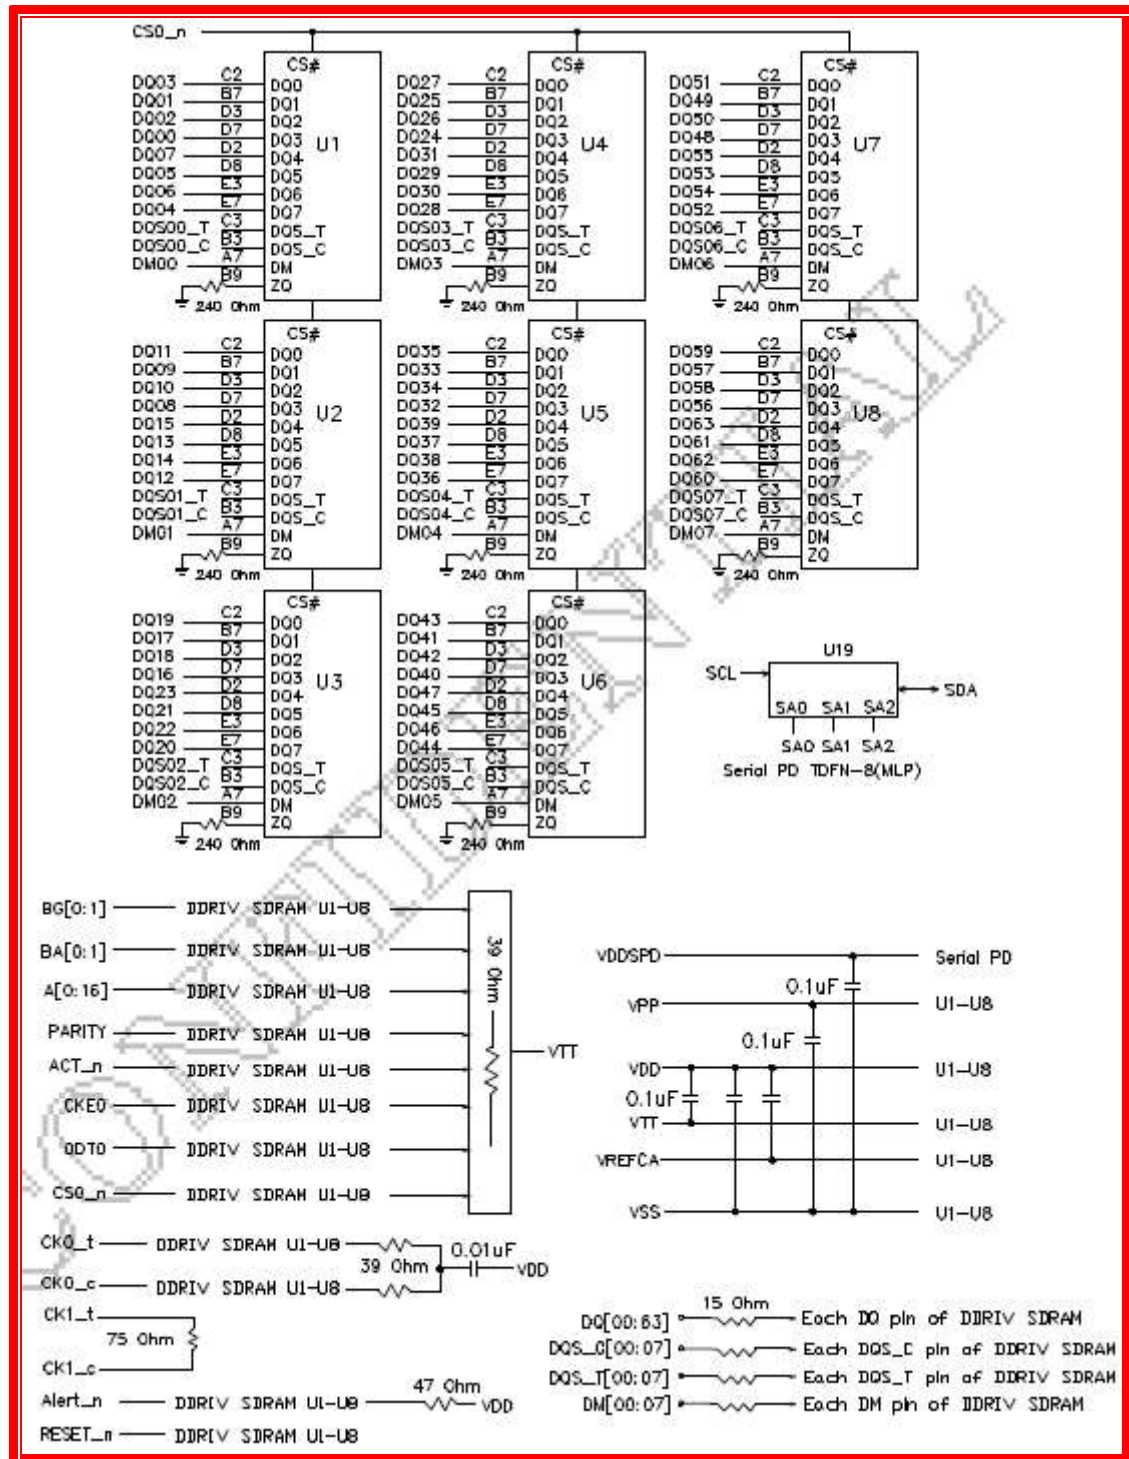 CS0_n
CS#
DQ03 C2 DQ0
DQ01 B7 DQ1
DQ02 D3 DQ2
DQ00 D7 DQ3 U1
DQ07 D2 DQ4
DQ05 D8 DQ5
DQ06 E3 DQ6
DQ04 E7 DQ7
DQS00_T C3 DQS_T
DQS00_C B3 DQS_C
DM00 A7 DM
B9 ZQ
240 Ohm
CS#
DQ27 C2 DQ0
DQ25 B7 DQ1
DQ26 D3 DQ2
DQ24 D7 DQ3 U4
DQ31 D2 DQ4
DQ29 D8 DQ5
DQ30 E3 DQ6
DQ28 E7 DQ7
DQS03_T C3 DQS_T
DQS03_C B3 DQS_C
DM03 A7 DM
B9 ZQ
240 Ohm
CS#
DQ51 C2 DQ0
DQ49 B7 DQ1
DQ50 D3 DQ2
DQ48 D7 DQ3 U7
DQ55 D2 DQ4
DQ53 D8 DQ5
DQ54 E3 DQ6
DQ52 E7 DQ7
DQS06_T C3 DQS_T
DQS06_C B3 DQS_C
DM06 A7 DM
B9 ZQ
240 Ohm
CS#
DQ11 C2 DQ0
DQ09 B7 DQ1
DQ10 D3 DQ2
DQ08 D7 DQ3 U2
DQ15 D2 DQ4
DQ13 D8 DQ5
DQ14 E3 DQ6
DQ12 E7 DQ7
DQS01_T C3 DQS_T
DQS01_C B3 DQS_C
DM01 A7 DM
B9 ZQ
240 Ohm
CS#
DQ35 C2 DQ0
DQ33 B7 DQ1
DQ34 D3 DQ2
DQ32 D7 DQ3 U5
DQ39 D2 DQ4
DQ37 D8 DQ5
DQ38 E3 DQ6
DQ36 E7 DQ7
DQS04_T C3 DQS_T
DQS04_C B3 DQS_C
DM04 A7 DM
B9 ZQ
240 Ohm
CS#
DQ59 C2 DQ0
DQ57 B7 DQ1
DQ58 D3 DQ2
DQ56 D7 DQ3 U8
DQ63 D2 DQ4
DQ61 D8 DQ5
DQ62 E3 DQ6
DQ60 E7 DQ7
DQS07_T C3 DQS_T
DQS07_C B3 DQS_C
DM07 A7 DM
B9 ZQ
240 Ohm
CS#
DQ19 C2 DQ0
DQ17 B7 DQ1
DQ18 D3 DQ2
DQ16 D7 DQ3 U3
DQ23 D2 DQ4
DQ21 D8 DQ5
DQ22 E3 DQ6
DQ20 E7 DQ7
DQS02_T C3 DQS_T
DQS02_C B3 DQS_C
DM02 A7 DM
B9 ZQ
240 Ohm
CS#
DQ43 C2 DQ0
DQ41 B7 DQ1
DQ42 D3 DQ2
DQ40 D7 DQ3 U6
DQ47 D2 DQ4
DQ45 D8 DQ5
DQ46 E3 DQ6
DQ44 E7 DQ7
DQS05_T C3 DQS_T
DQS05_C B3 DQS_C
DM05 A7 DM
B9 ZQ
240 Ohm
U19
SCL SDA
SA0 SA1 SA2
SA0 SA1 SA2
Serial PD TDFN-8(MLP)
BG[0:1] DDRIV SDRAM U1-U8
BA[0:1] DDRIV SDRAM U1-U8
A[0:16] DDRIV SDRAM U1-U8
PARITY DDRIV SDRAM U1-U8
ACT_n DDRIV SDRAM U1-U8
CKE0 DDRIV SDRAM U1-U8
ODT0 DDRIV SDRAM U1-U8
CS0_n DDRIV SDRAM U1-U8
39 Ohm
VTT
CK0_t DDRIV SDRAM U1-U8
39 Ohm 0.01uF VDD
CK0_c DDRIV SDRAM U1-U8
CK1_t
75 Ohm
CK1_c
Alert_n DDRIV SDRAM U1-U8 47 Ohm VDD
RESET_n DDRIV SDRAM U1-U8
VDDSPD Serial PD
0.1uF
VPP U1-U8
0.1uF
VDD U1-U8
0.1uF
VTT U1-U8
VREFCA U1-U8
VSS U1-U8
15 Ohm
DQ[00:63] Each DQ pin of DDRIV SDRAM
DQS_C[00:07] Each DQS_C pin of DDRIV SDRAM
DQS_T[00:07] Each DQS_T pin of DDRIV SDRAM
DM[00:07] Each DM pin of DDRIV SDRAM
CONFIDENTIAL